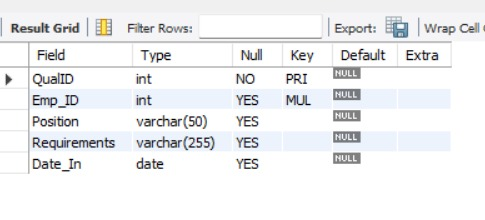 Result Grid Filter Rows: Export: Wrap Cell
Field Type Null Key Default Extra
QualID int NO PRI NULL
Emp_ID int YES MUL NULL
Position varchar(50) YES NULL
Requirements varchar(255) YES NULL
Date_In date YES NULL